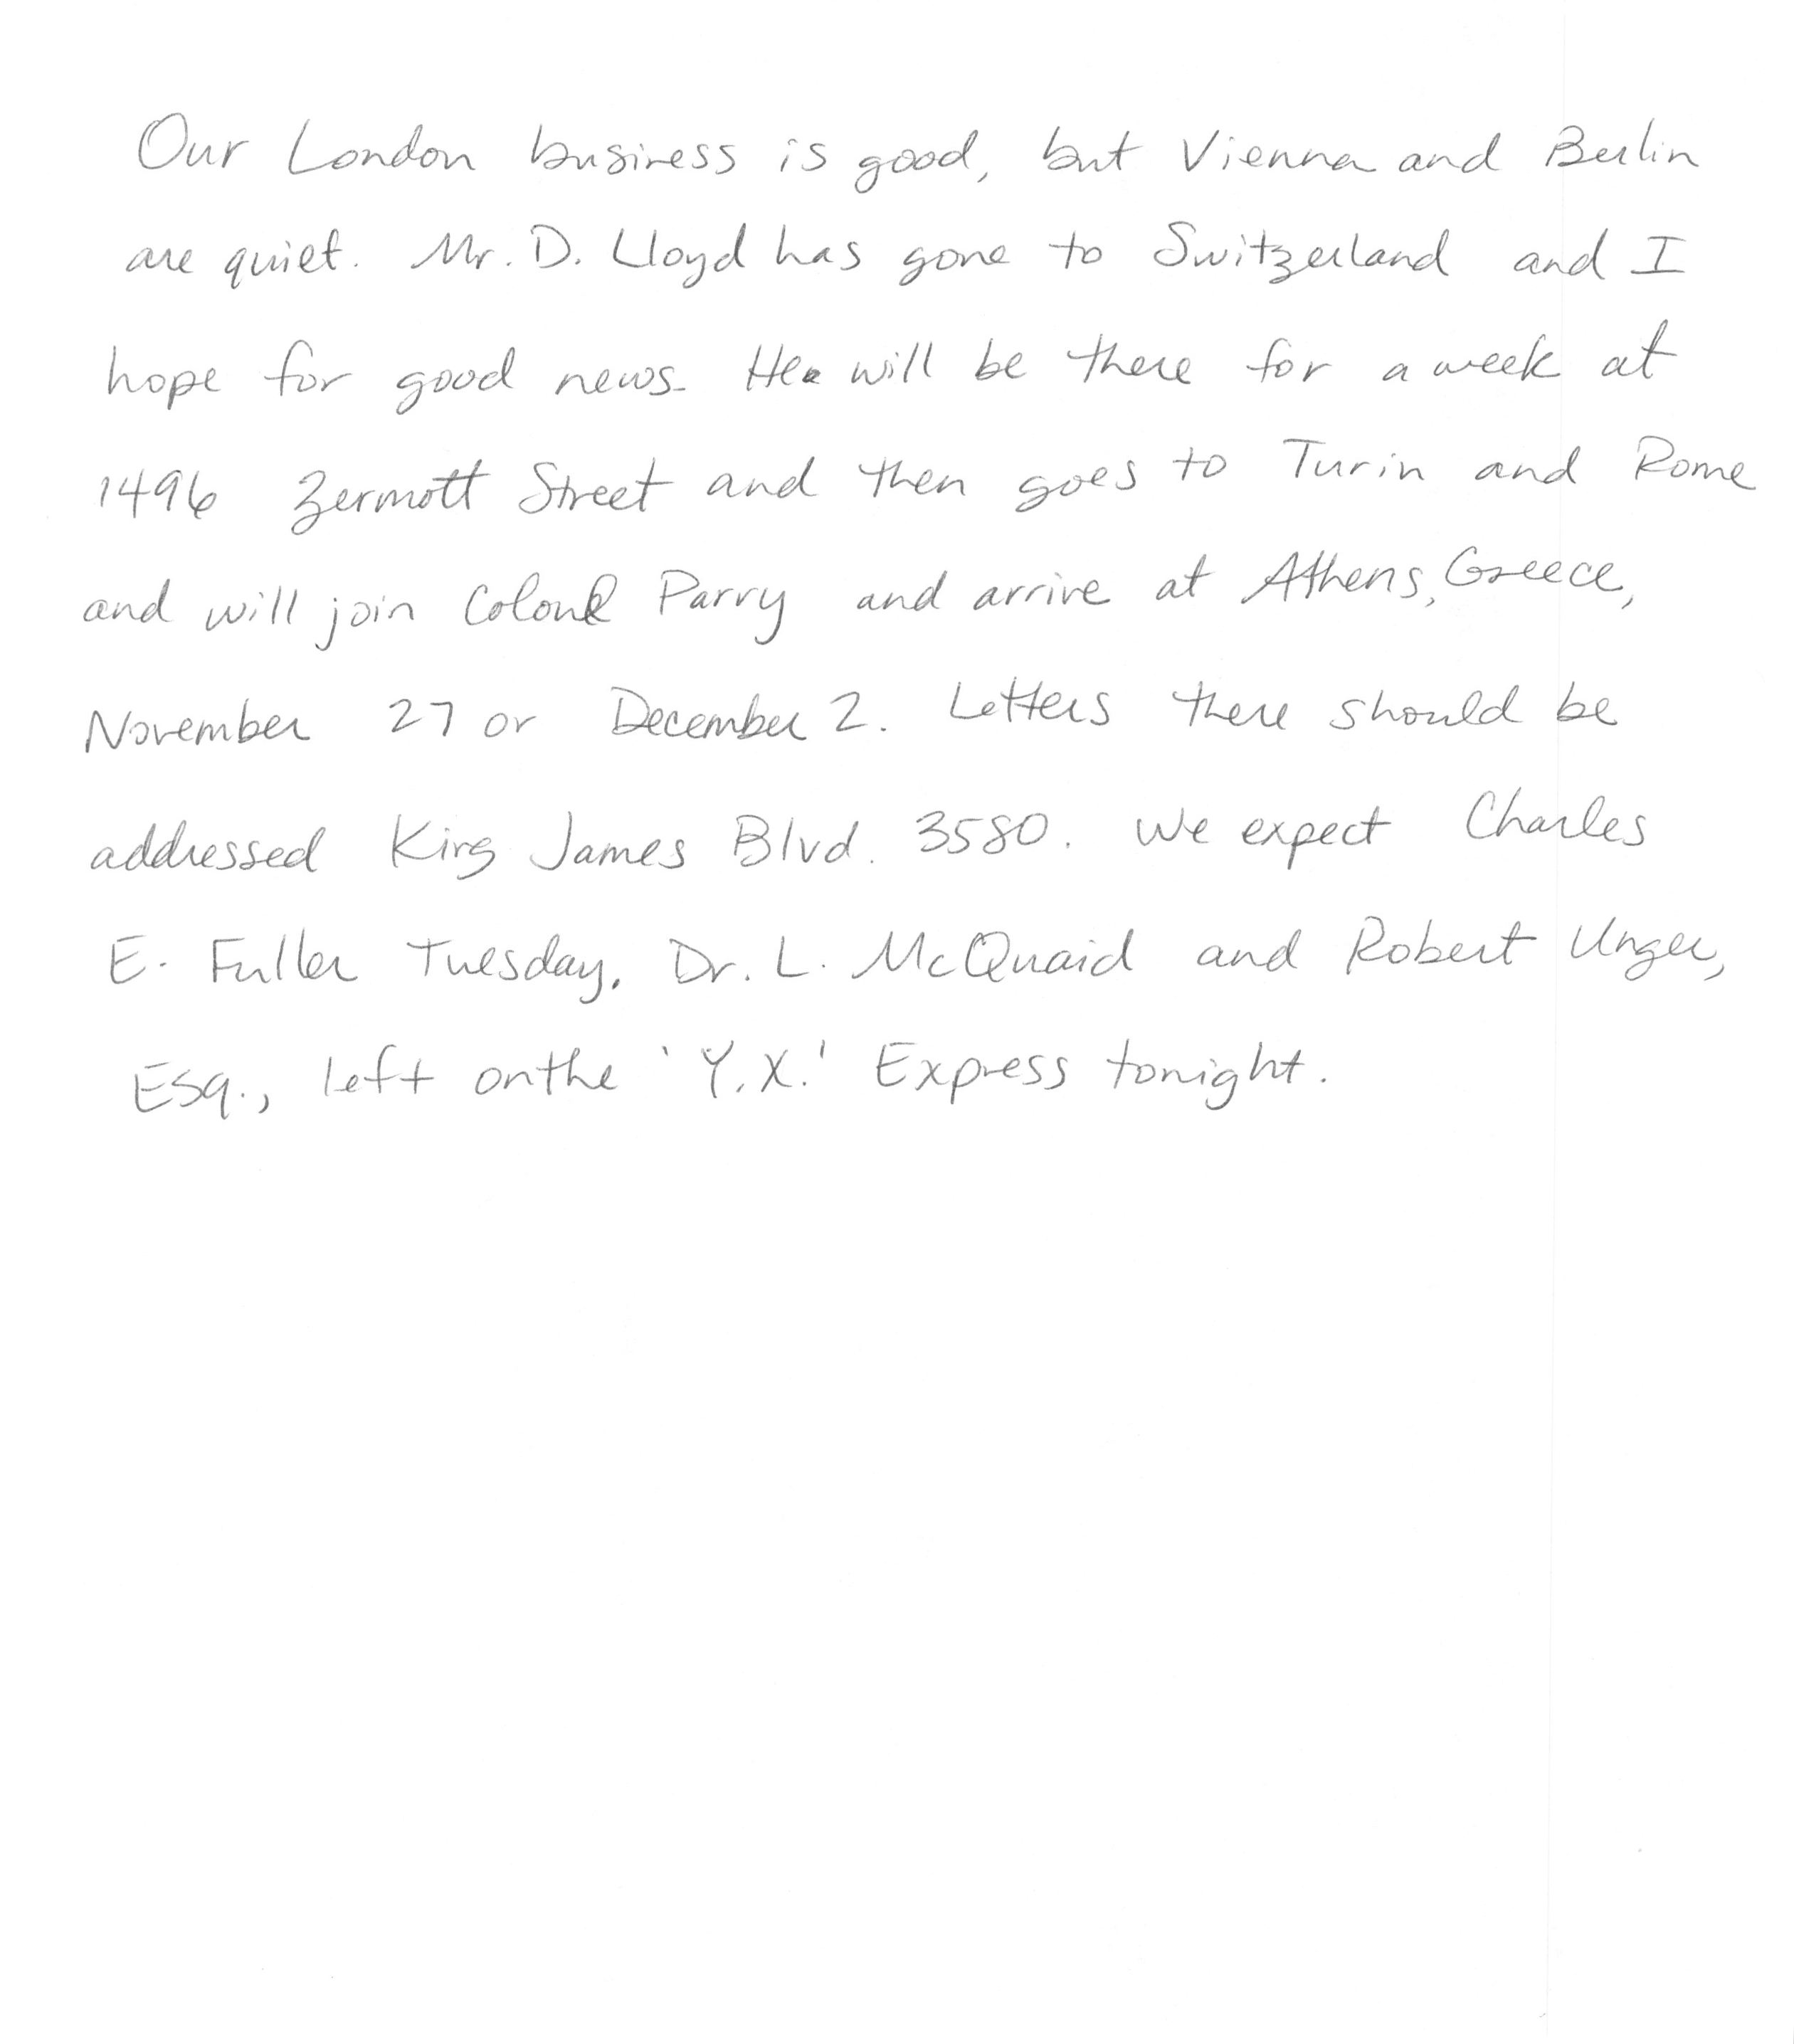 Our London business is good, but Vienna and Berlin
are quiet. Mr. D. Lloyd has gone to Switzerland and I
hope for good news. He will be there for a week at
1496 Zermott Street and then goes to Turin and Rome
and will join Colonel Parry and arrive at Athens, Greece,
November 27 or December 2. Letters there should be
addressed King James Blvd. 3580. We expect Charles
E. Fuller Tuesday. Dr. L. McQuaid and Robert Unger,
Esq., left on the 'Y.X.' Express tonight.